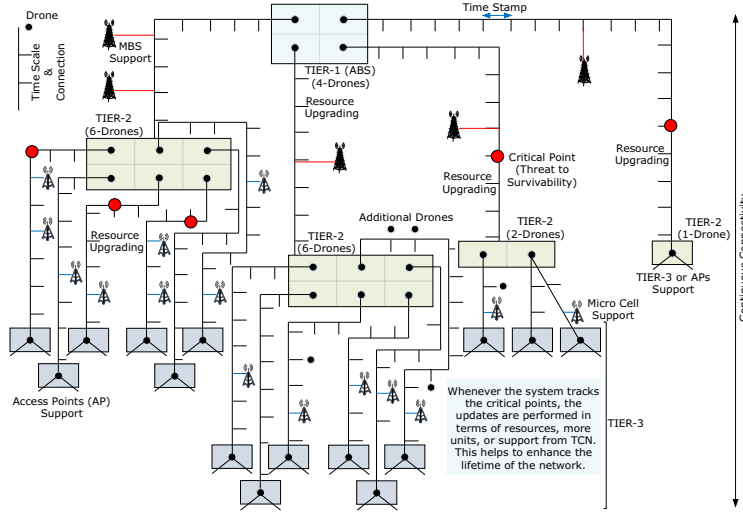 Drone
Time Scale
&
Connection
MBS
Support
Time Stamp
TIER-1 (ABS)
(4-Drones)
Resource
Upgrading
TIER-2
(6-Drones)
Resource
Upgrading
Critical Point
(Threat to
Survivability)
Resource
Upgrading
Resource
Upgrading
TIER-2
(1-Drone)
TIER-3 or APs
Support
Additional Drones
TIER-2
(6-Drones)
TIER-2
(2-Drones)
Micro Cell
Support
Access Points (AP)
Support
Whenever the system tracks
the critical points, the
updates are performed in
terms of resources, more
units, or support from TCN.
This helps to enhance the
lifetime of the network.
TIER-3
Continuous Connectivity